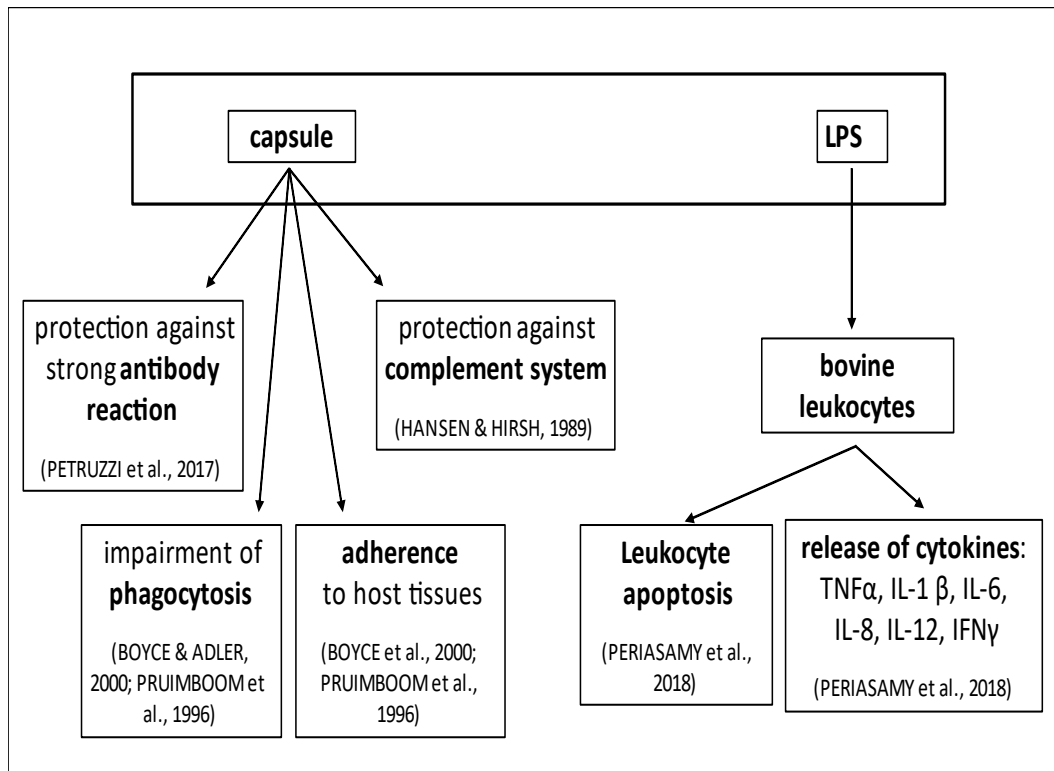 capsule
LPS
protection against
strong antibody
reaction
(PETRUZZI et al., 2017)
protection against
complement system
(HANSEN & HIRSH, 1989)
bovine
leukocytes
impairment of
phagocytosis
(BOYCE & ADLER,
2000; PRUIMBOOM et
al., 1996)
adherence
to host tissues
(BOYCE et al., 2000;
PRUIMBOOM et al.,
1996)
Leukocyte
apoptosis
(PERIASAMY et al.,
2018)
release of cytokines:
TNFα, IL-1 β, IL-6,
IL-8, IL-12, IFNγ
(PERIASAMY et al., 2018)